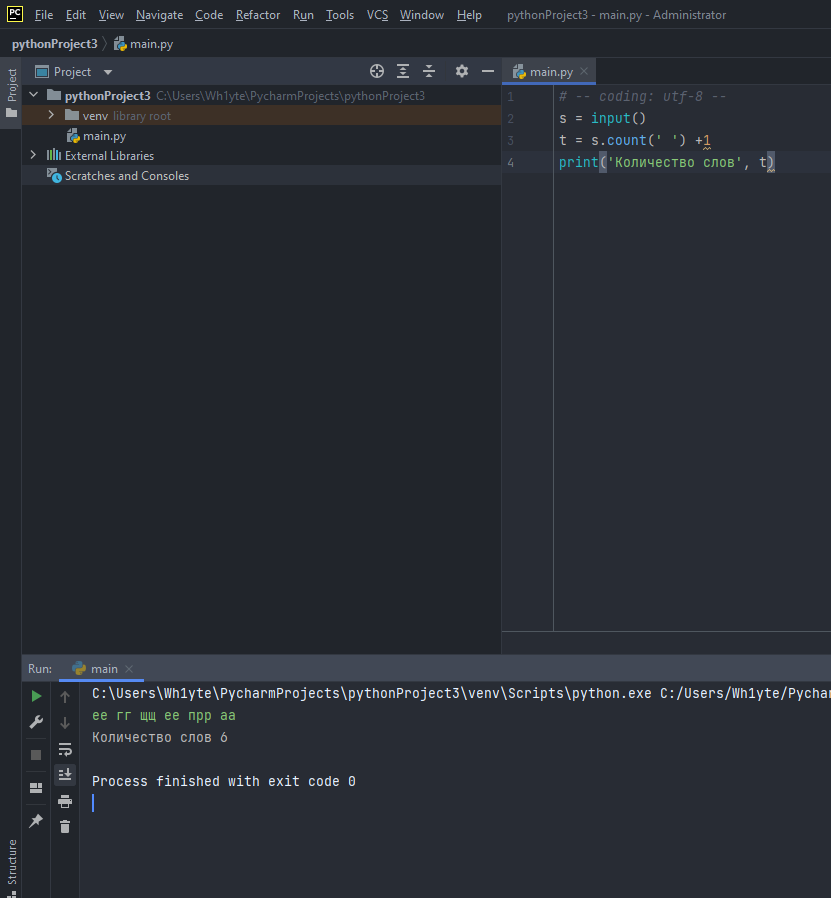 PC File Edit View Navigate Code Refactor Run Tools VCS Window Help pythonProject3 - main.py - Administrator
pythonProject3 main.py
Project
Project
main.py
pythonProject3 C:\Users\Wh1yte\PycharmProjects\pythonProject3
venv library root
main.py
External Libraries
Scratches and Consoles
1 # -- coding: utf-8 --
2 s = input()
3 t = s.count(' ') +1
4 print('Количество слов', t)
Run: main
C:\Users\Wh1yte\PycharmProjects\pythonProject3\venv\Scripts\python.exe C:/Users/Wh1yte/Pychar
ее гг щщ ее прр аа
Количество слов 6
Process finished with exit code 0
Structure